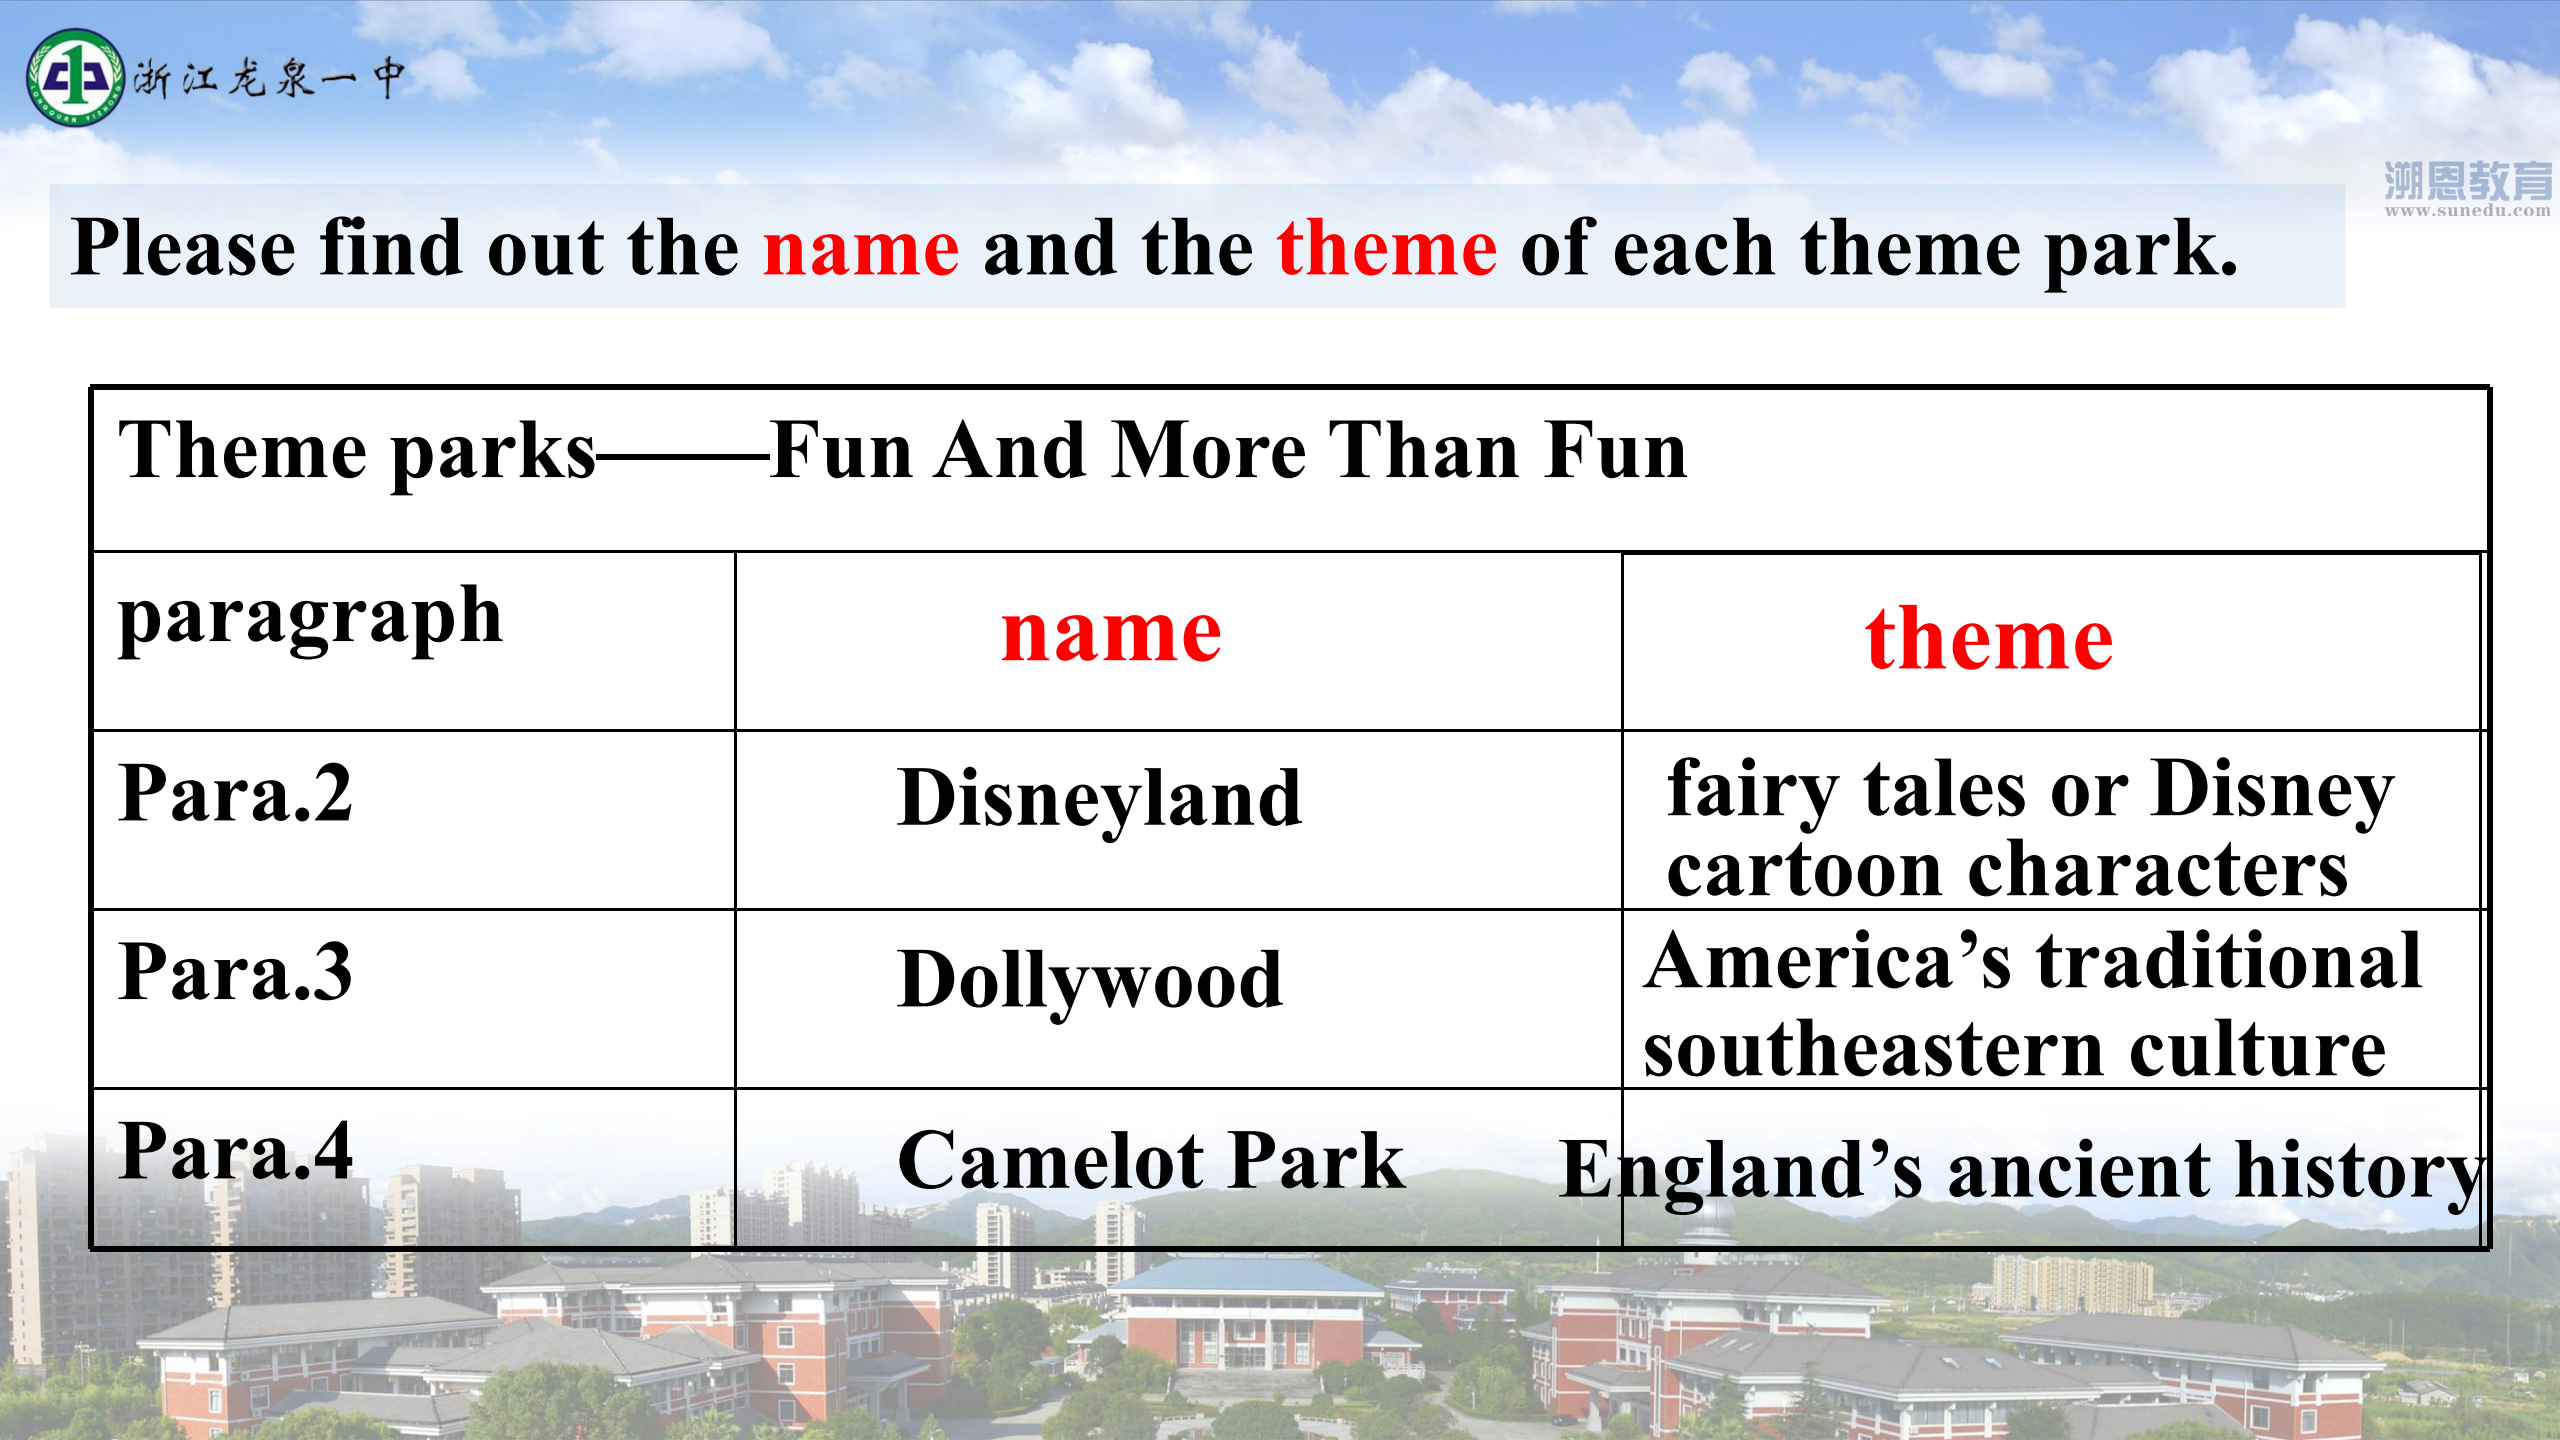 浙江龙泉一中
LONGQUAN YIZHONG
溯恩教育
www.sunedu.com
Please find out the name and the theme of each theme park.
Theme parks——Fun And More Than Fun
paragraph name theme
Para.2 Disneyland fairy tales or Disney
cartoon characters
Para.3 Dollywood America’s traditional
southeastern culture
Para.4 Camelot Park England’s ancient history